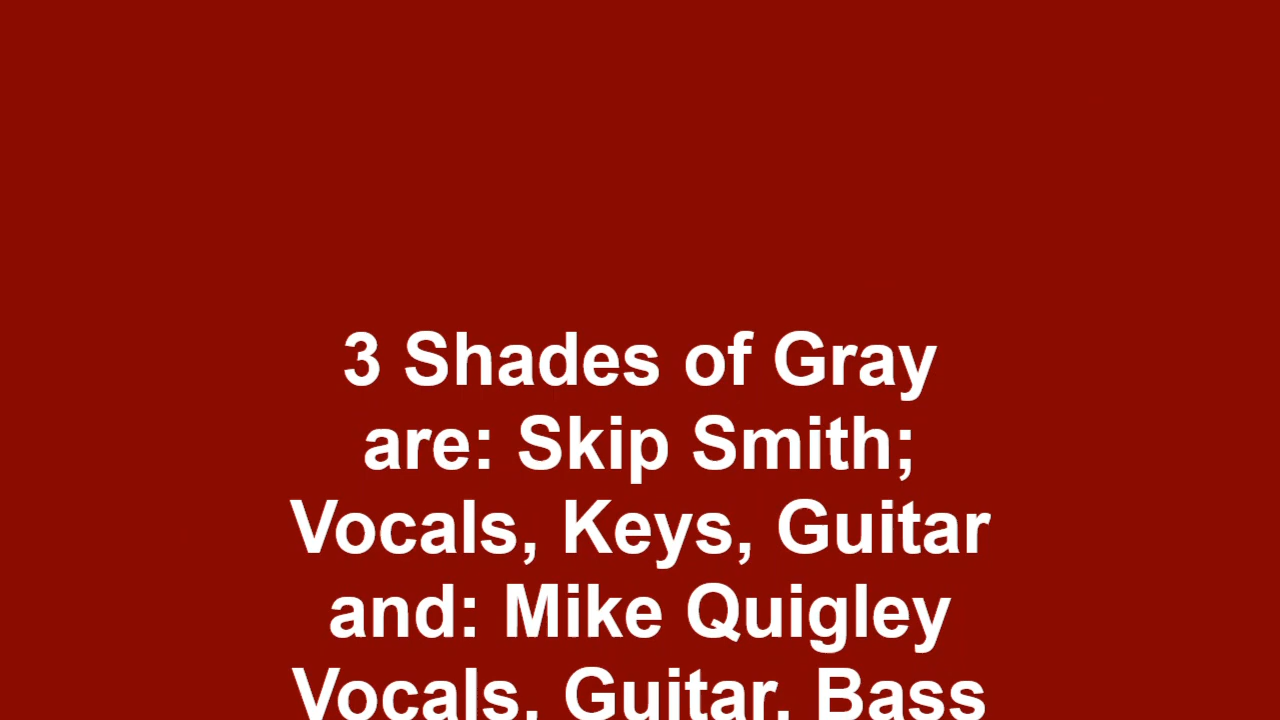 3 Shades of Gray
are: Skip Smith;
Vocals, Keys, Guitar
and: Mike Quigley
Vocals, Guitar, Bass